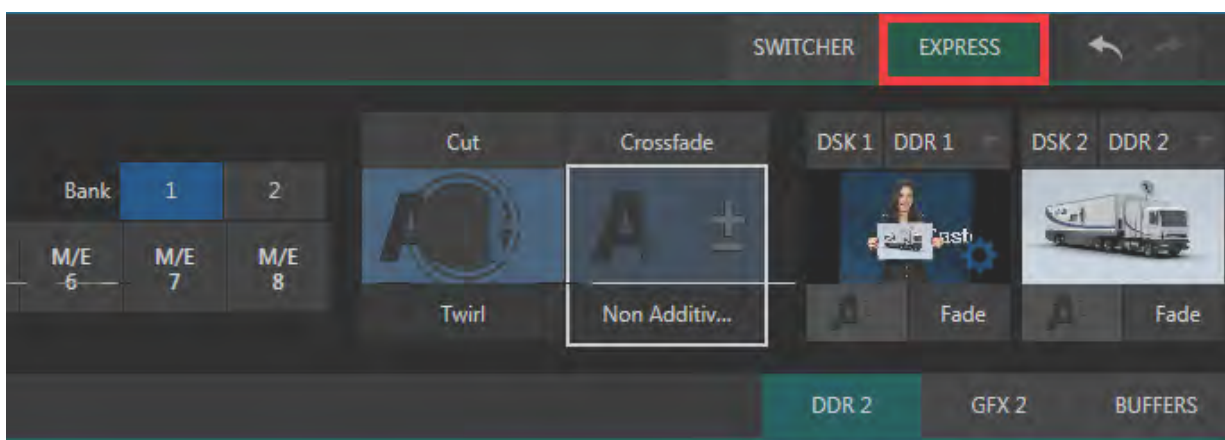 SWITCHER EXPRESS
Cut Crossfade DSK 1 DDR 1 DSK 2 DDR 2
Bank 1 2
M/E 6 M/E 7 M/E 8
Twirl Non Additiv... Fade Fade
DDR 2 GFX 2 BUFFERS